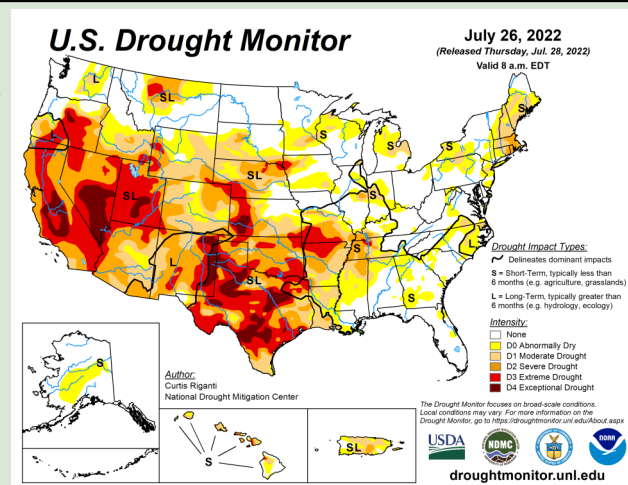 U.S. Drought Monitor
July 26, 2022
(Released Thursday, Jul. 28, 2022)
Valid 8 a.m. EDT
L
SL
L
S
S
S
SL
S
SL
S
L
L
SL
S
Drought Impact Types:
Delineates dominant impacts
S = Short-Term, typically less than
6 months (e.g. agriculture, grasslands)
L = Long-Term, typically greater than
6 months (e.g. hydrology, ecology)
Intensity:
None
D0 Abnormally Dry
D1 Moderate Drought
D2 Severe Drought
D3 Extreme Drought
D4 Exceptional Drought
S
Author:
Curtis Riganti
National Drought Mitigation Center
S
SL
The Drought Monitor focuses on broad-scale conditions.
Local conditions may vary. For more information on the
Drought Monitor, go to https://droughtmonitor.unl.edu/About.aspx
USDA
NDMC
NOAA
droughtmonitor.unl.edu